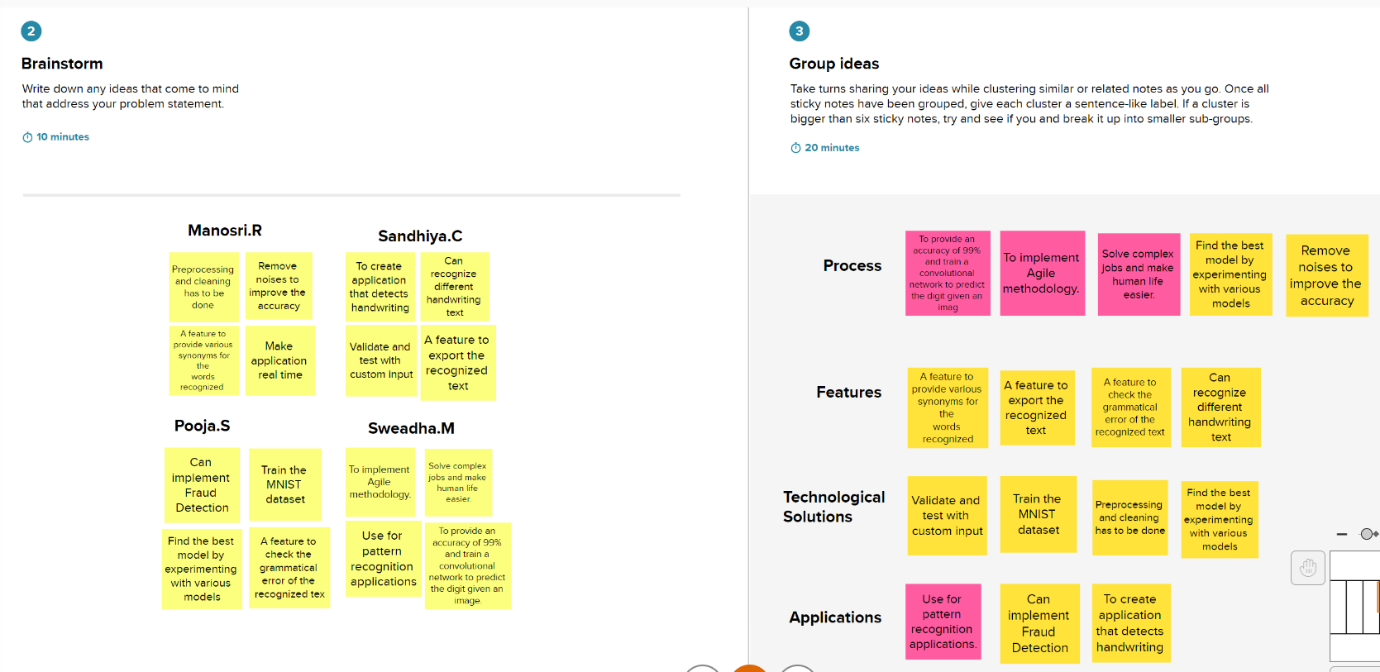 2
Brainstorm
Write down any ideas that come to mind
that address your problem statement.
10 minutes
Manosri.R
Preprocessing
and cleaning
has to be
done
Remove
noises to
improve the
accuracy
A feature to
provide various
synonyms for
the
words
recognized
Make
application
real time
Sandhiya.C
To create
application
that detects
handwriting
Can
recognize
different
handwriting
text
Validate and
test with
custom input
A feature to
export the
recognized
text
Pooja.S
Can
implement
Fraud
Detection
Train the
MNIST
dataset
Find the best
model by
experimenting
with various
models
A feature to
check the
grammatical
error of the
recognized tex
Sweadha.M
To implement
Agile
methodology.
Solve complex
jobs and make
human life
easier.
Use for
pattern
recognition
applications
To provide an
accuracy of 99%
and train a
convolutional
network to predict
the digit given an
image.
3
Group ideas
Take turns sharing your ideas while clustering similar or related notes as you go. Once all
sticky notes have been grouped, give each cluster a sentence-like label. If a cluster is
bigger than six sticky notes, try and see if you and break it up into smaller sub-groups.
20 minutes
Process
To provide an
accuracy of 99%
and train a
convolutional
network to predict
the digit given an
imag
To implement
Agile
methodology.
Solve complex
jobs and make
human life
easier.
Find the best
model by
experimenting
with various
models
Remove
noises to
improve the
accuracy
Features
A feature to
provide various
synonyms for
the
words
recognized
A feature to
export the
recognized
text
A feature to
check the
grammatical
error of the
recognized text
Can
recognize
different
handwriting
text
Technological
Solutions
Validate and
test with
custom input
Train the
MNIST
dataset
Preprocessing
and cleaning
has to be done
Find the best
model by
experimenting
with various
models
Applications
Use for
pattern
recognition
applications.
Can
implement
Fraud
Detection
To create
application
that detects
handwriting